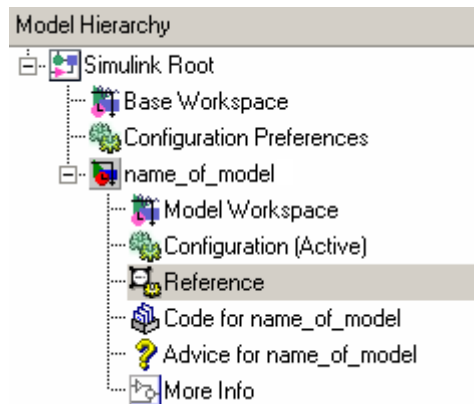 Model Hierarchy
Simulink Root
Base Workspace
Configuration Preferences
name_of_model
Model Workspace
Configuration (Active)
Reference
Code for name_of_model
Advice for name_of_model
More Info